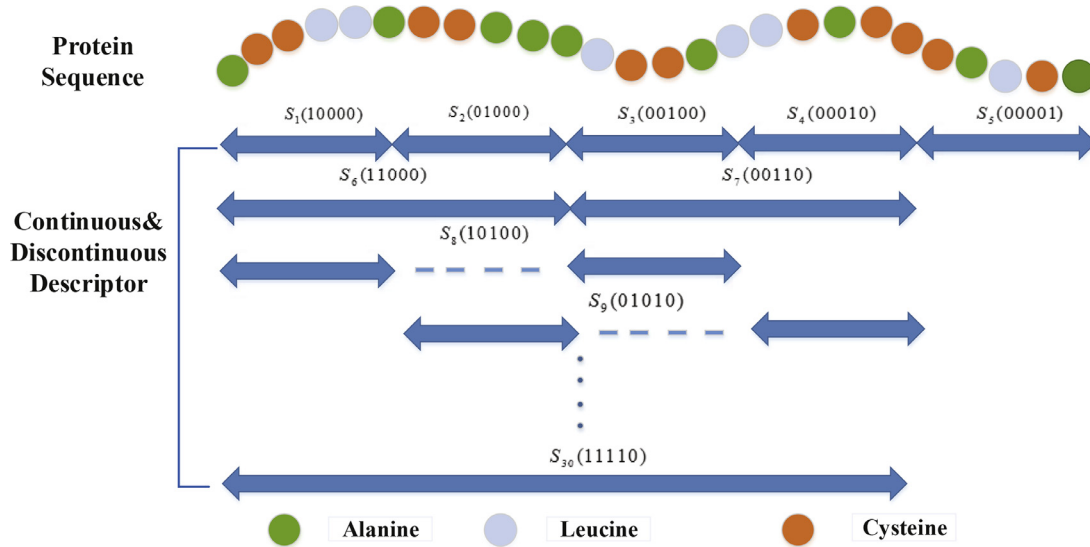 Protein
Sequence
S1(10000) S2(01000) S3(00100) S4(00010) S5(00001)
S6(11000) S7(00110)
Continuous&
Discontinuous
Descriptor
S8(10100)
S9(01010)
S30(11110)
Alanine Leucine Cysteine